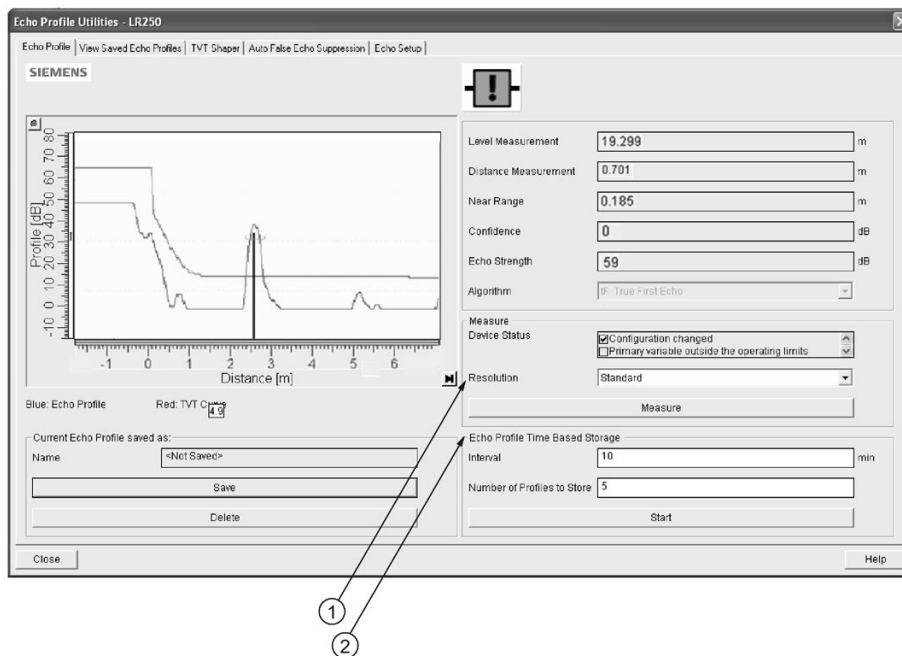 Echo Profile Utilities - LR250
Echo Profile View Saved Echo Profiles TVT Shaper Auto False Echo Suppression Echo Setup
SIEMENS
Profile [dB]
80
70
60
50
40
30
20
10
0
-10
-1 0 1 2 3 4 5 6
Distance [m]
Blue: Echo Profile Red: TVT
4.9
Current Echo Profile saved as:
Name <Not Saved>
Save
Delete
Level Measurement 19.299 m
Distance Measurement 0.701 m
Near Range 0.185 m
Confidence 0 dB
Echo Strength 59 dB
Algorithm tF True First Echo
Measure
Device Status Configuration changed
Primary variable outside the operating limits
Resolution Standard
Measure
Echo Profile Time Based Storage
Interval 10 min
Number of Profiles to Store 5
Start
Close Help
1
2